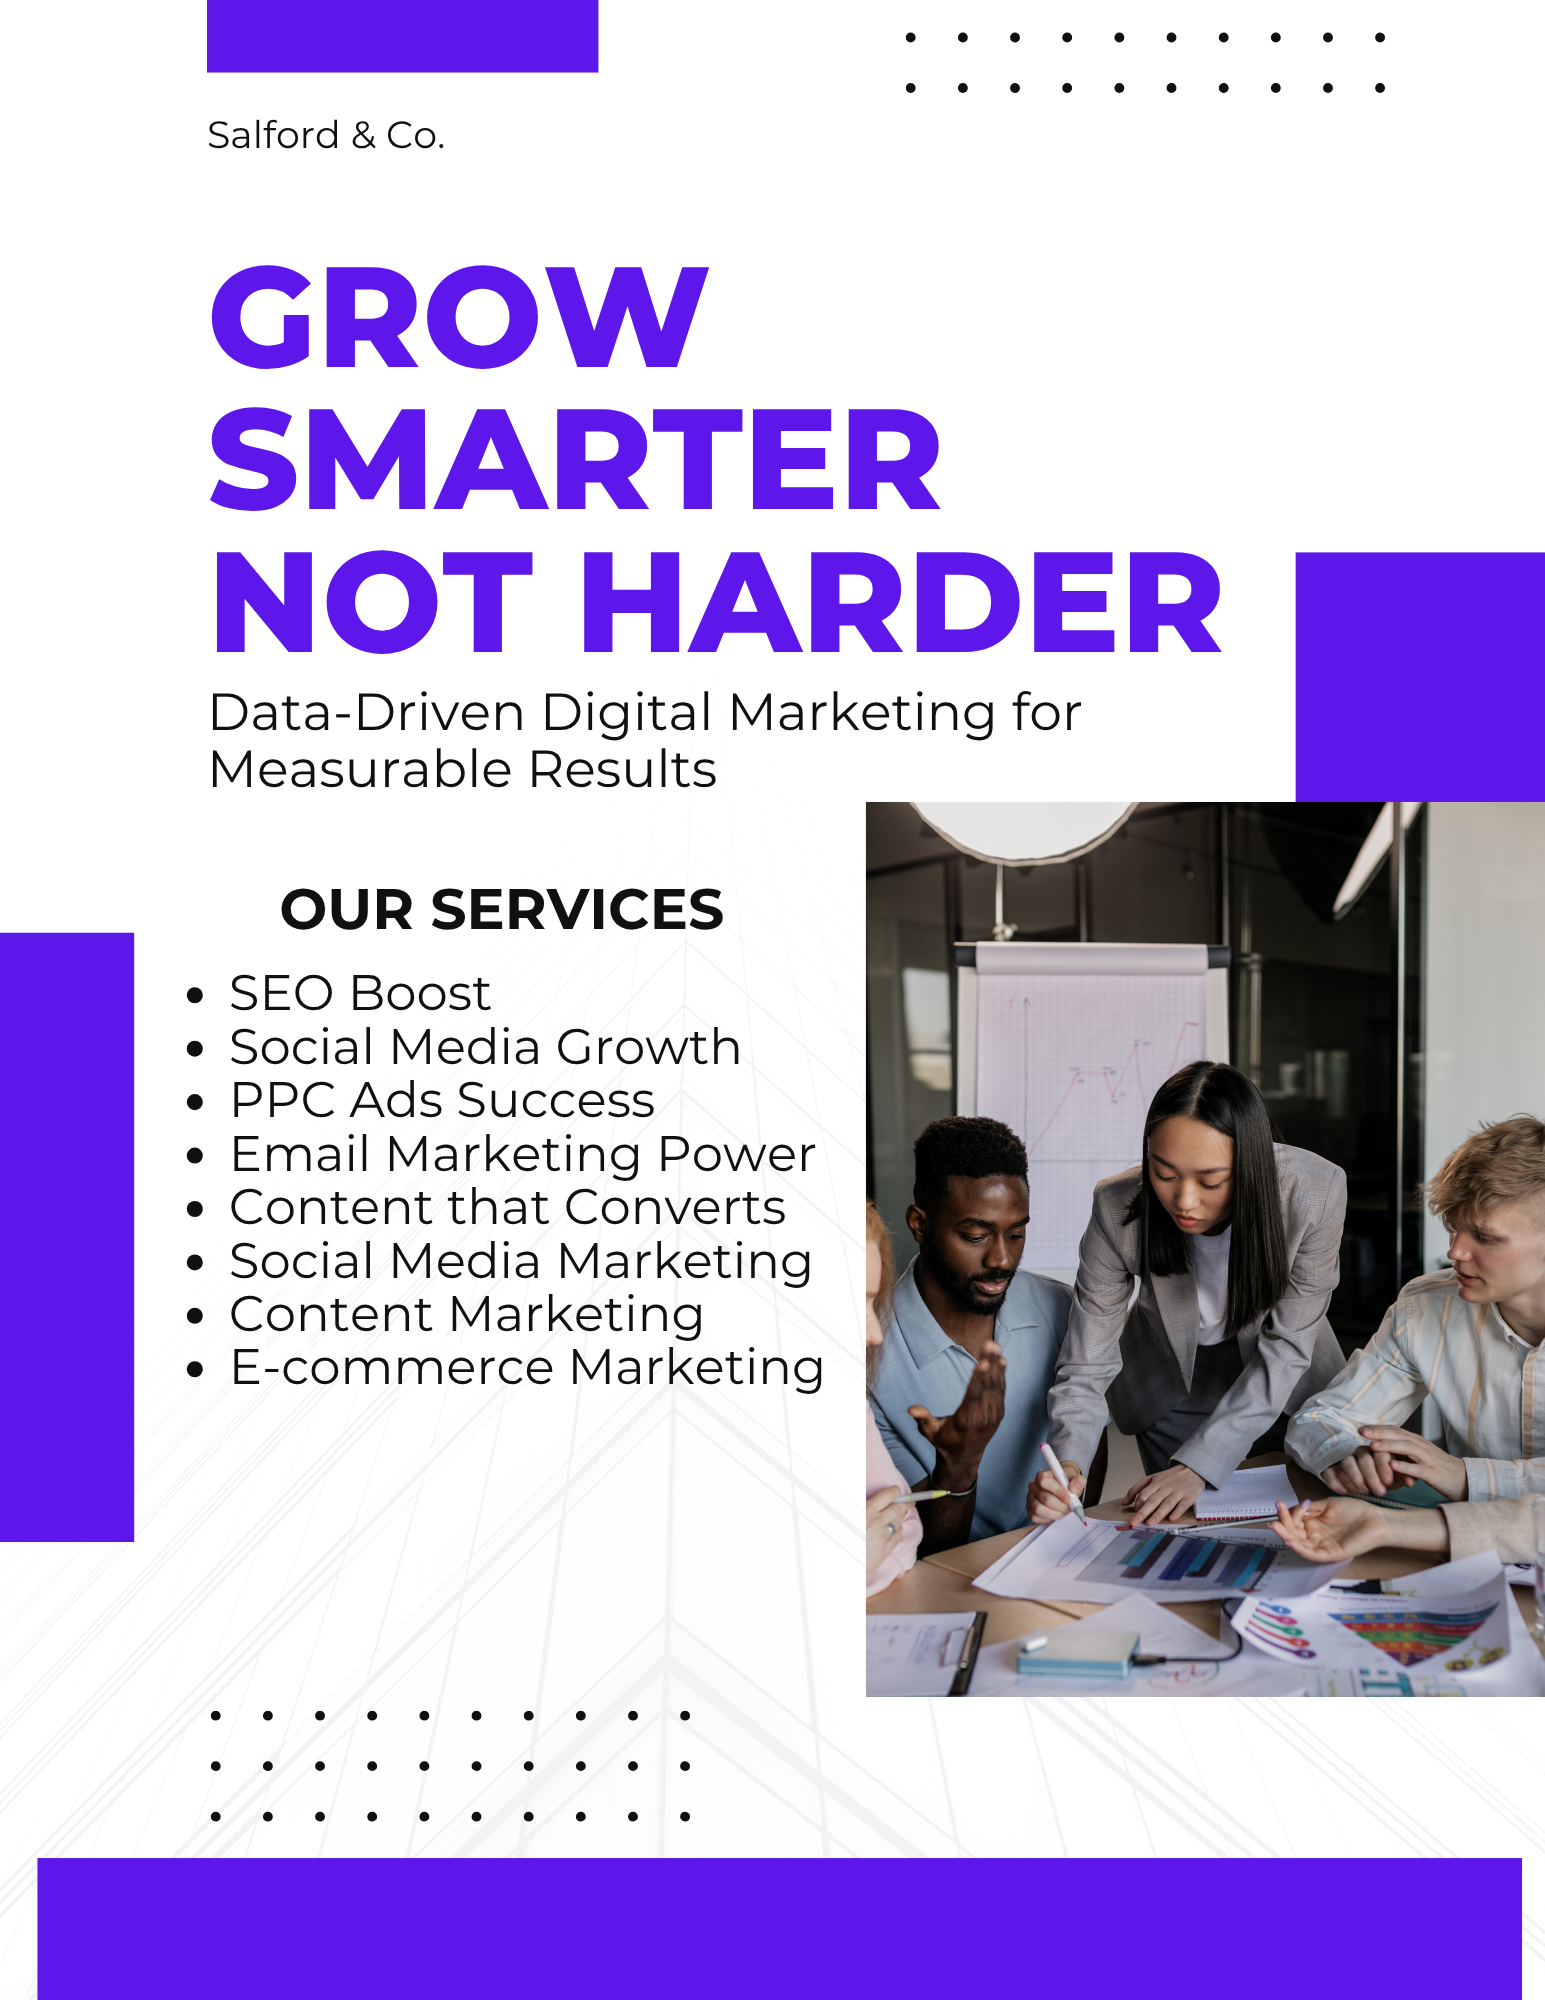 Salford & Co.
GROW
SMARTER
NOT HARDER
Data-Driven Digital Marketing for
Measurable Results
OUR SERVICES
• SEO Boost
• Social Media Growth
• PPC Ads Success
• Email Marketing Power
• Content that Converts
• Social Media Marketing
• Content Marketing
• E-commerce Marketing